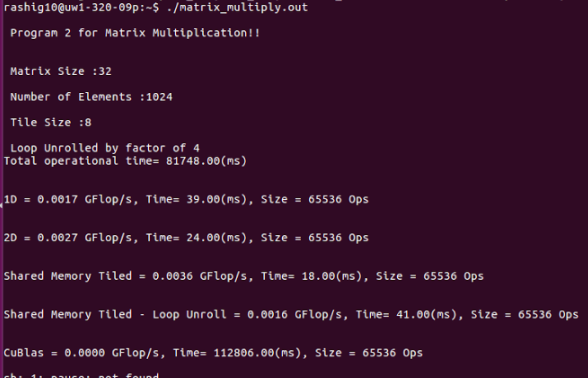 rashig10@uw1-320-09p:~$ ./matrix_multiply.out
Program 2 for Matrix Multiplication!!
Matrix Size :32
Number of Elements :1024
Tile Size :8
Loop Unrolled by factor of 4
Total operational time= 81748.00(ms)
1D = 0.0017 GFlop/s, Time= 39.00(ms), Size = 65536 Ops
2D = 0.0027 GFlop/s, Time= 24.00(ms), Size = 65536 Ops
Shared Memory Tiled = 0.0036 GFlop/s, Time= 18.00(ms), Size = 65536 Ops
Shared Memory Tiled - Loop Unroll = 0.0016 GFlop/s, Time= 41.00(ms), Size = 65536 Ops
CuBlas = 0.0000 GFlop/s, Time= 112806.00(ms), Size = 65536 Ops
sh: 1: pause: not found